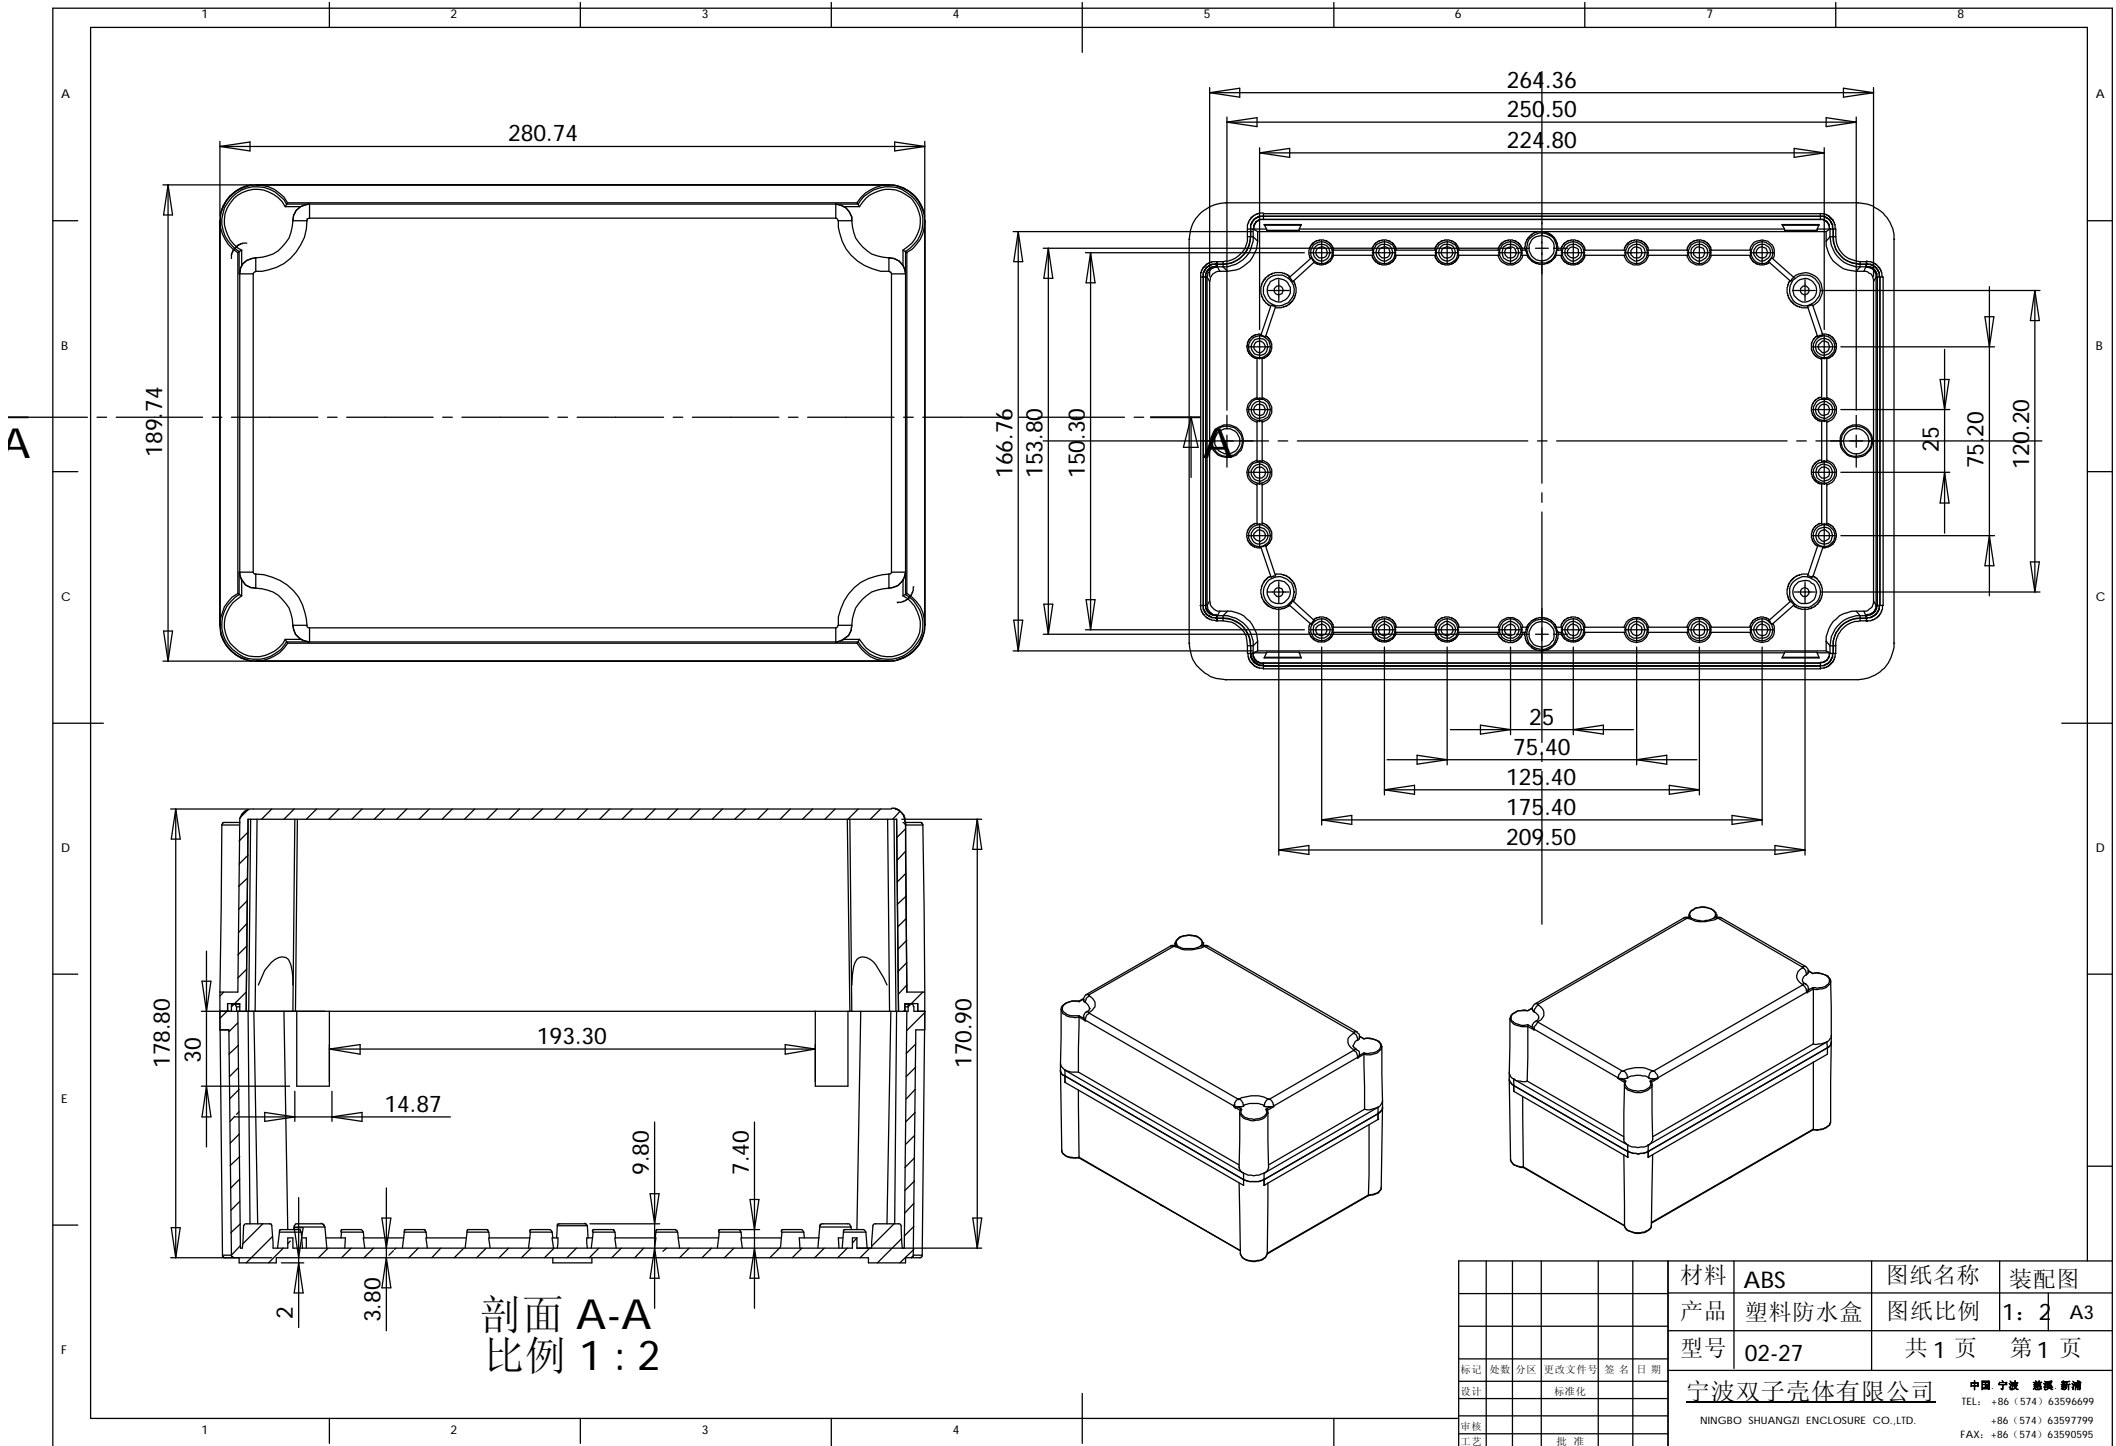 1 2 3 4 5 6 7 8
A A
B B
C C
D D
E
F
280.74
189.74
A A
264.36
250.50
224.80
166.76
153.80
150.30
25
75.20
120.20
25
75.40
125.40
175.40
209.50
178.80
30
193.30
14.87
170.90
9.80
7.40
2
3.80
剖面 A-A
比例 1 : 2
材料 ABS 图纸名称 装配图
产品 塑料防水盒 图纸比例 1: 2 A3
型号 02-27 共 1 页 第 1 页
标记 处数 分区 更改文件号 签 名 日 期
设计 标准化
审核
工艺 批 准
宁波双子壳体有限公司
NINGBO SHUANGZI ENCLOSURE CO.,LTD.
中国 宁波 慈溪 新浦
TEL: +86（574）63596699
+86（574）63597799
FAX: +86（574）63590595
1 2 3 4